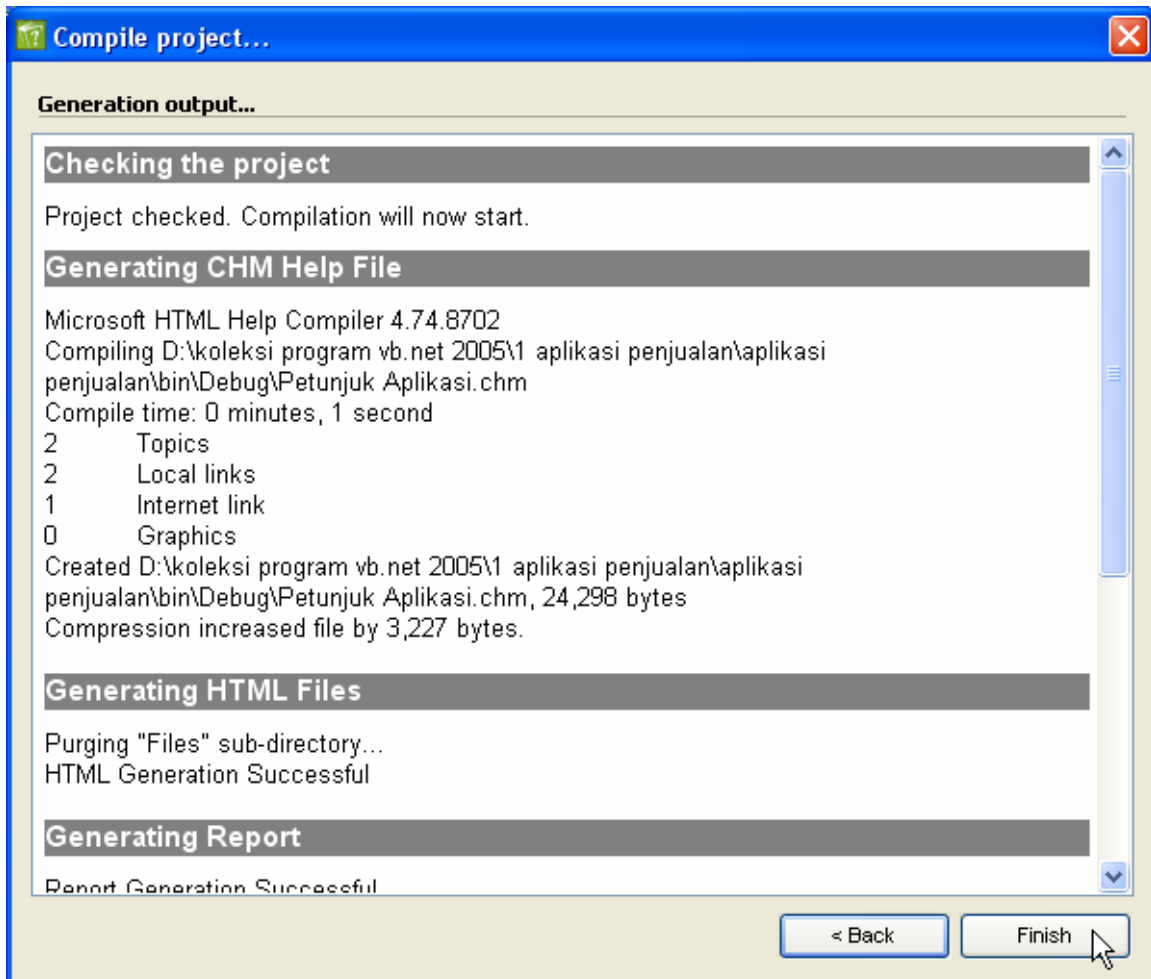 Compile project...
Generation output...
Checking the project
Project checked. Compilation will now start.
Generating CHM Help File
Microsoft HTML Help Compiler 4.74.8702
Compiling D:\koleksi program vb.net 2005\1 aplikasi penjualan\aplikasi
penjualan\bin\Debug\Petunjuk Aplikasi.chm
Compile time: 0 minutes, 1 second
2 Topics
2 Local links
1 Internet link
0 Graphics
Created D:\koleksi program vb.net 2005\1 aplikasi penjualan\aplikasi
penjualan\bin\Debug\Petunjuk Aplikasi.chm, 24,298 bytes
Compression increased file by 3,227 bytes.
Generating HTML Files
Purging "Files" sub-directory...
HTML Generation Successful
Generating Report
Report Generation Successful
< Back
Finish